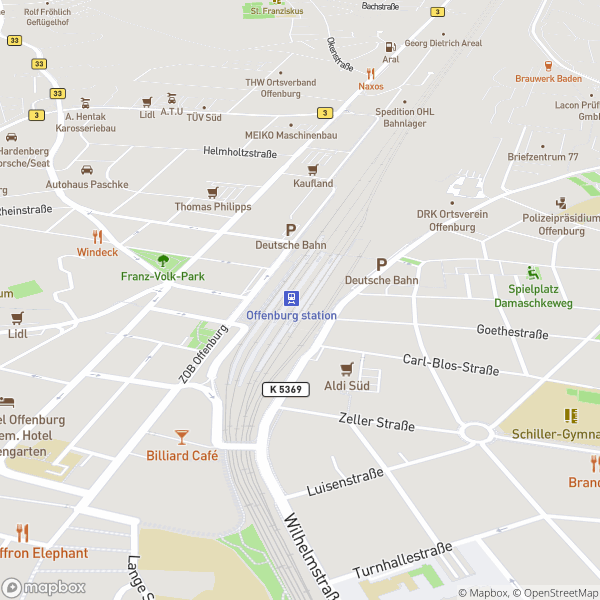 Rolf Fröhlich
Geflügelhof
St. Franziskus
Bachstraße
3
33
Okenstraße
Georg Dietrich Areal
Aral
33
THW Ortsverband
Offenburg
Naxos
Brauwerk Baden
33
3
A. Hentak
Karosseriebau
Lidl
A.T.U
TÜV Süd
3
Spedition OHL
Bahnlager
Lacon Prüf
GmbH
MEIKO Maschinenbau
Hardenberg
Porsche/Seat
Helmholtzstraße
Briefzentrum 77
Autohaus Paschke
Kaufland
Rheinstraße
Thomas Philipps
DRK Ortsverein
Offenburg
Polizeipräsidium
Offenburg
P
Deutsche Bahn
Windeck
Franz-Volk-Park
P
Deutsche Bahn
Spielplatz
Damaschkeweg
um
Offenburg station
Lidl
ZOB Offenburg
Goethestraße
Carl-Blos-Straße
Aldi Süd
K 5369
el Offenburg
em. Hotel
engarten
Zeller Straße
Schiller-Gymna
Billiard Café
Luisenstraße
Bran
ffron Elephant
Wilhelmstraße
Lange S
Turnhallestraße
mapbox
© Mapbox, © OpenStreetMap